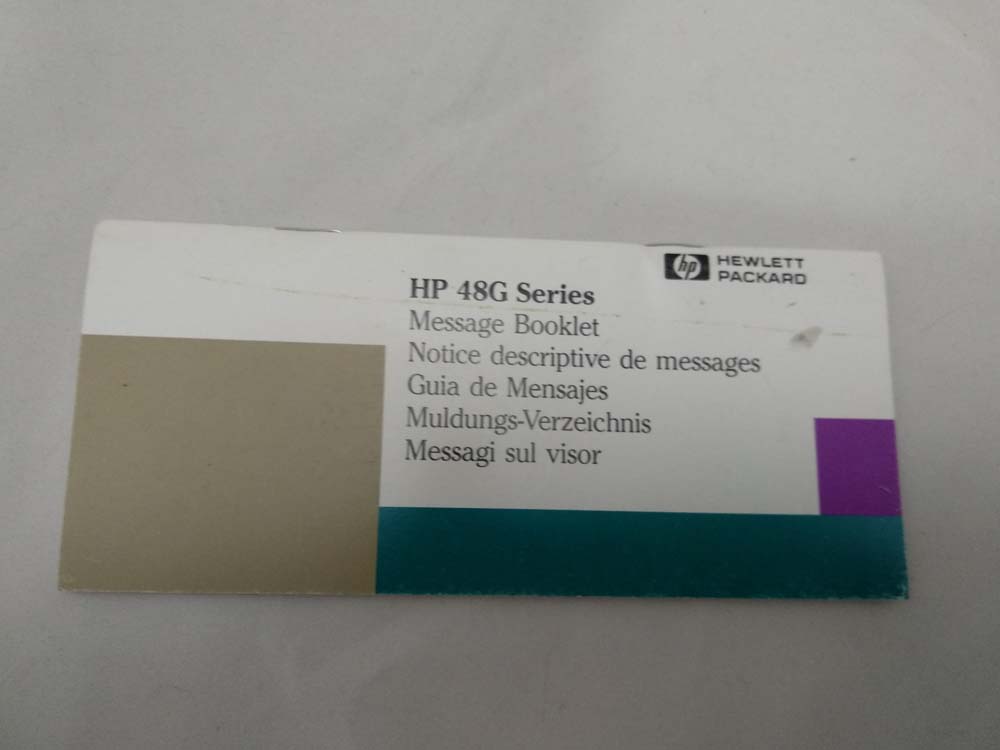 hp HEWLETT
PACKARD
HP 48G Series
Message Booklet
Notice descriptive de messages
Guia de Mensajes
Muldungs-Verzeichnis
Messagi sul visor